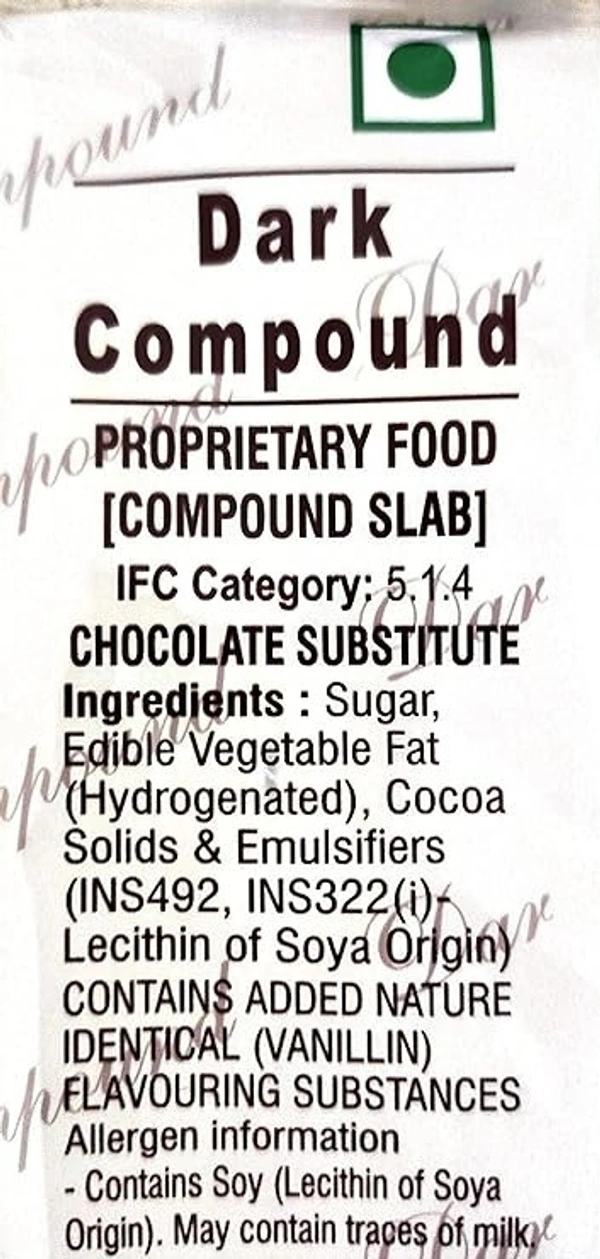 Dark
Compound
PROPRIETARY FOOD
[COMPOUND SLAB]
IFC Category: 5.1.4
CHOCOLATE SUBSTITUTE
Ingredients : Sugar,
Edible Vegetable Fat
(Hydrogenated), Cocoa
Solids & Emulsifiers
(INS492, INS322(i)-
Lecithin of Soya Origin)
CONTAINS ADDED NATURE
IDENTICAL (VANILLIN)
FLAVOURING SUBSTANCES
Allergen information
- Contains Soy (Lecithin of Soya
Origin). May contain traces of milk.